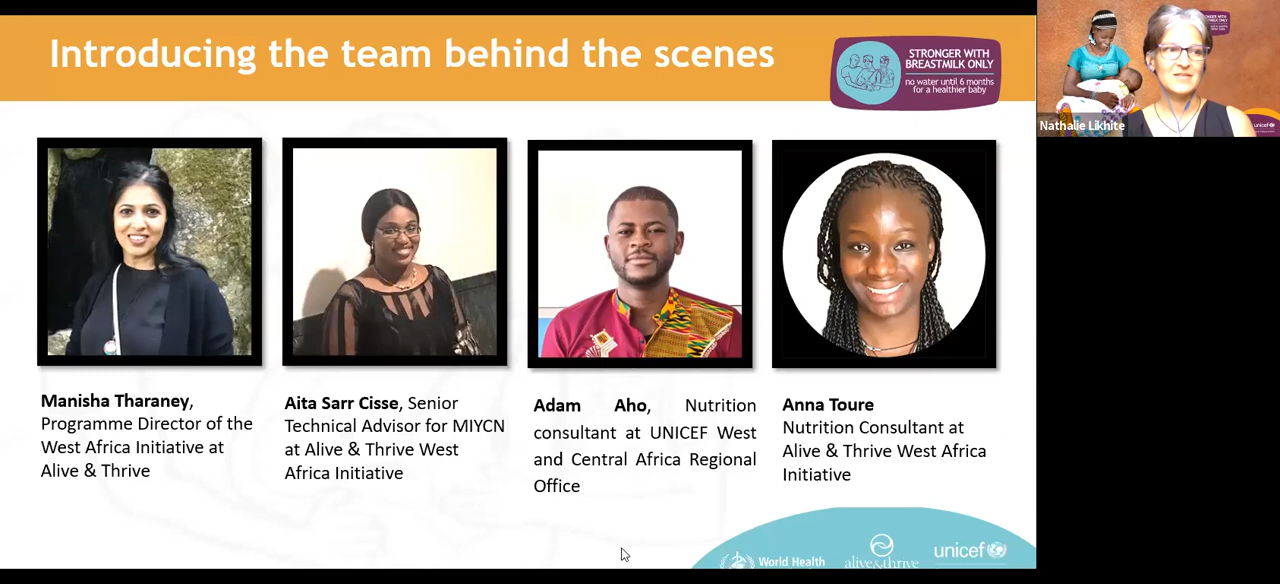 Introducing the team behind the scenes
STRONGER WITH
BREASTMILK ONLY
no water until 6 months
for a healthier baby
Nathalie Likhite
unicef
Manisha Tharaney,
Programme Director of the
West Africa Initiative at
Alive & Thrive
Aita Sarr Cisse, Senior
Technical Advisor for MIYCN
at Alive & Thrive West
Africa Initiative
Adam Aho, Nutrition
consultant at UNICEF West
and Central Africa Regional
Office
Anna Toure
Nutrition Consultant at
Alive & Thrive West Africa
Initiative
World Health
alive&thrive
unicef